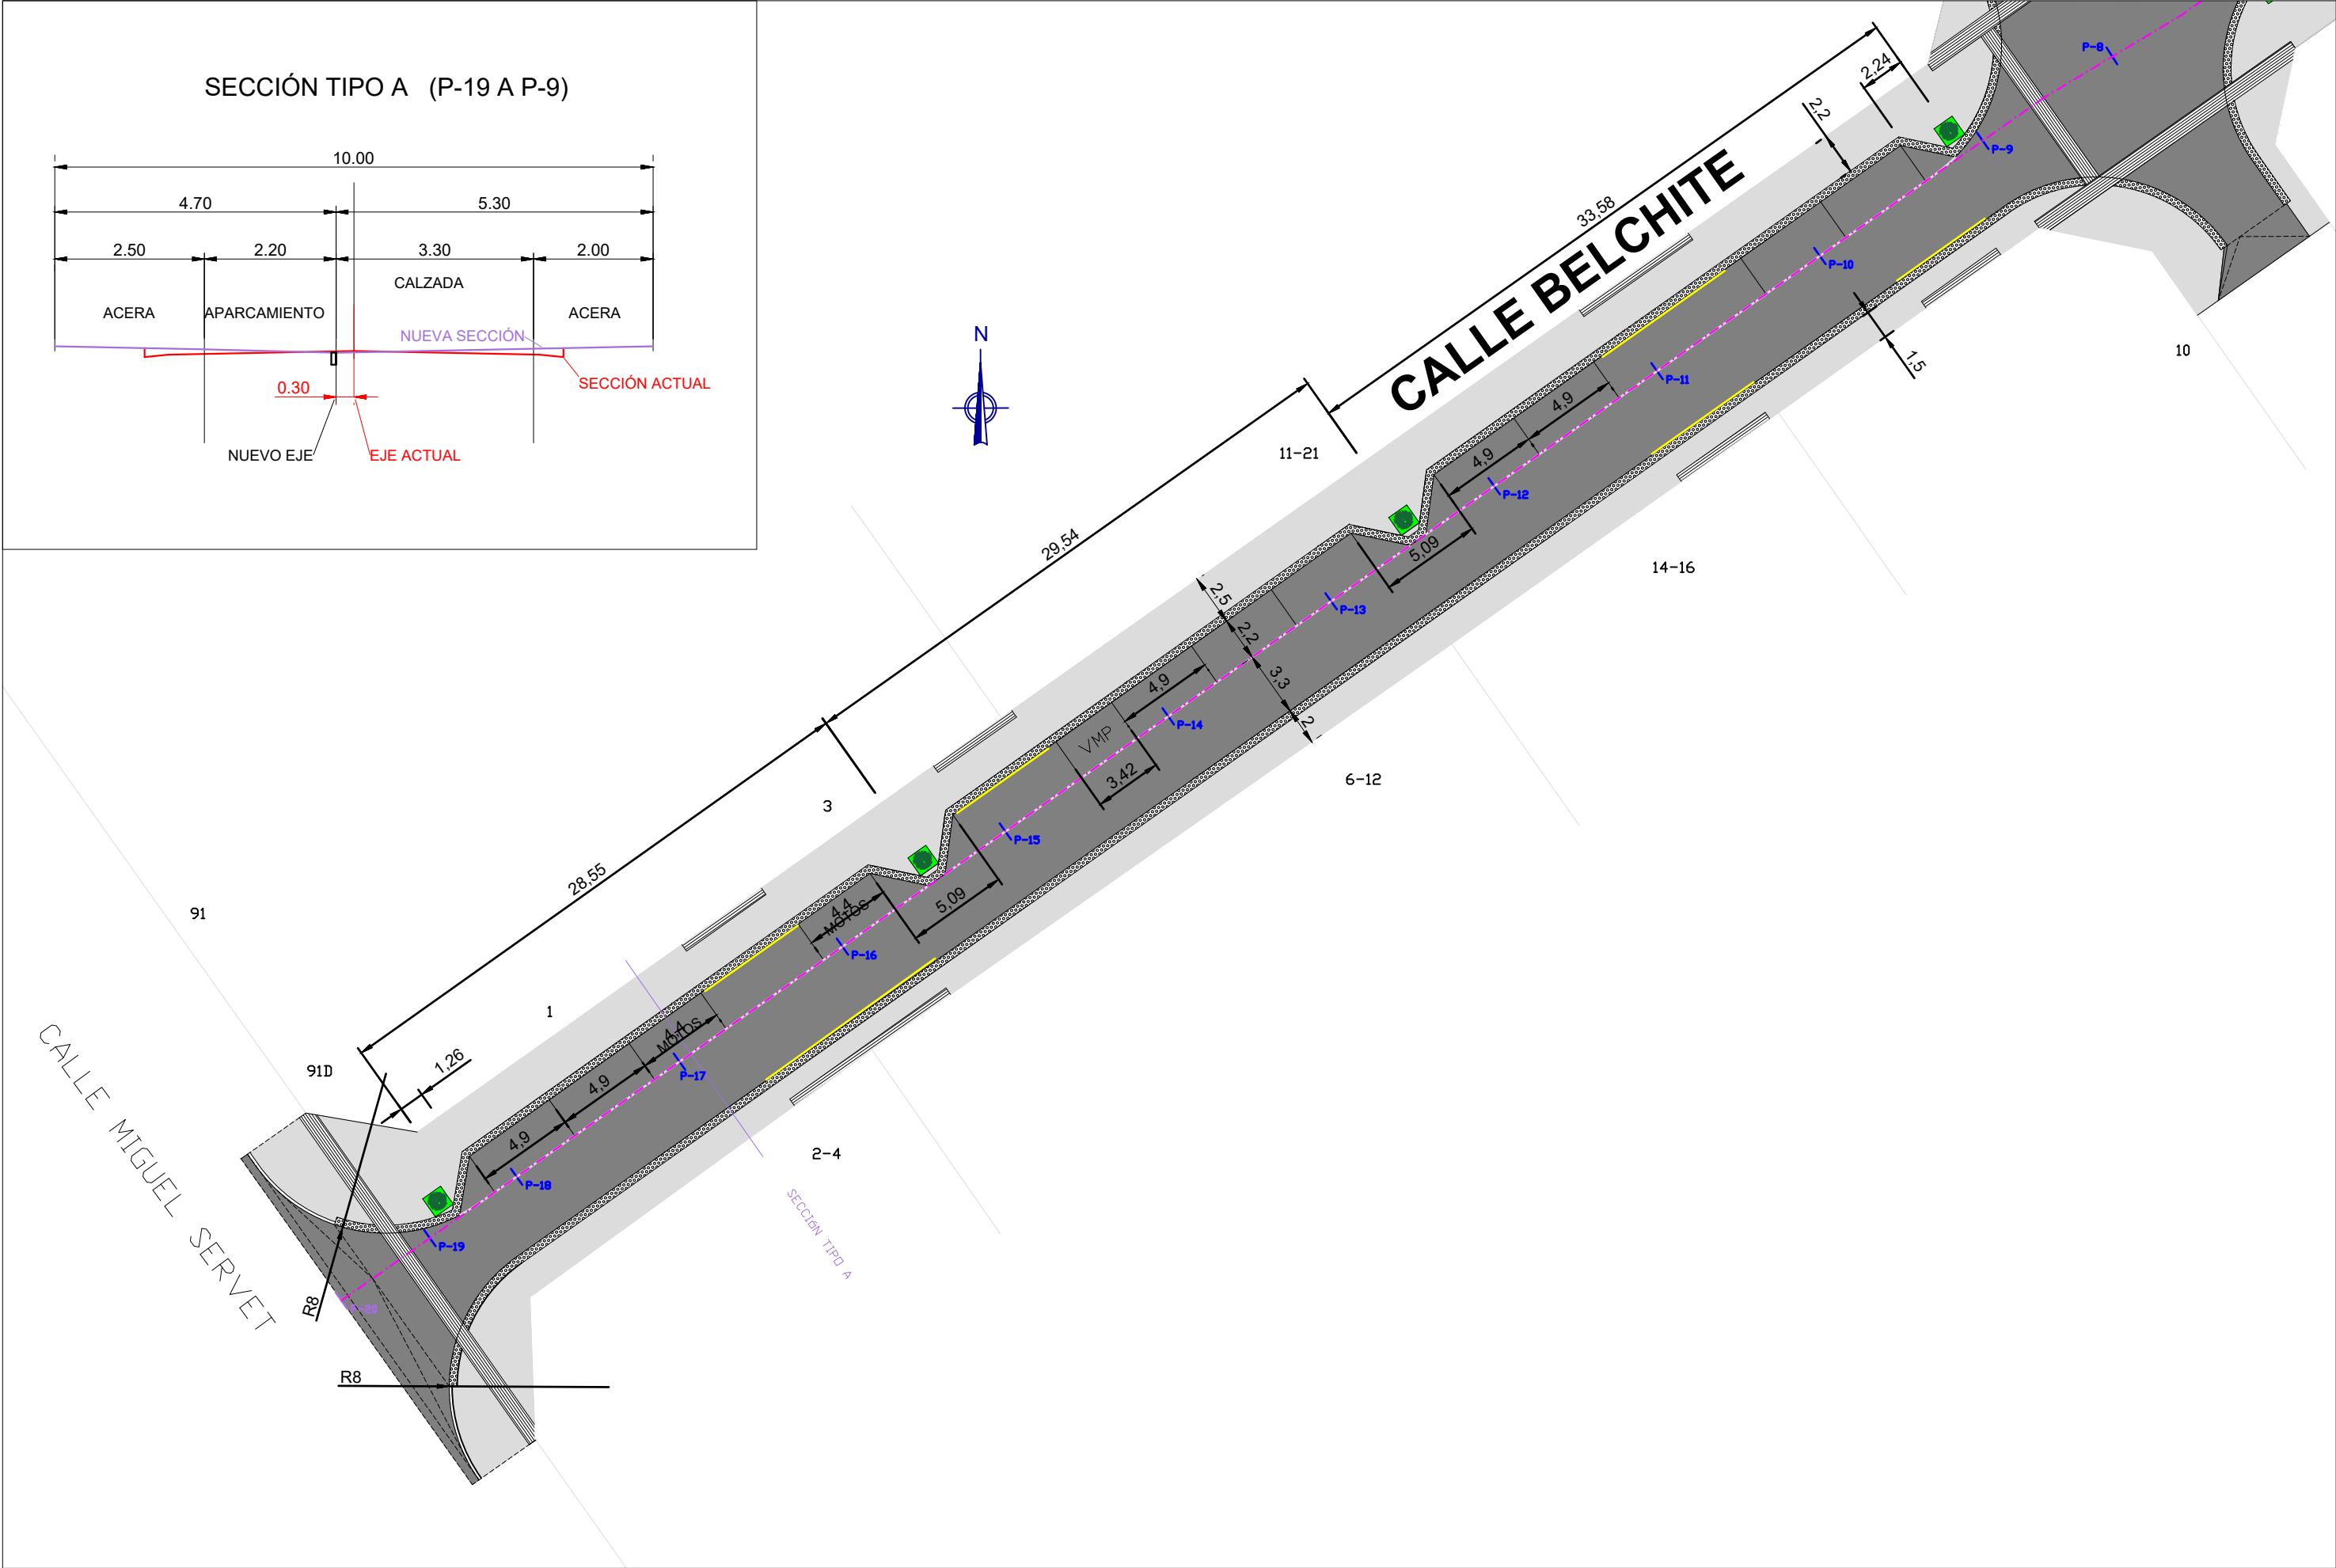 SECCIÓN TIPO A (P-19 A P-9)
10.00
4.70 5.30
2.50 2.20 3.30 2.00
CALZADA
ACERA APARCAMIENTO ACERA
NUEVA SECCIÓN
SECCIÓN ACTUAL
0.30
NUEVO EJE EJE ACTUAL
N
CALLE BELCHITE
33,58
2,24
2,2
P-8
P-9
P-10
1,5
10
P-11
4,9
4,9
P-12
11-21
14-16
5,09
29,54
P-13
2,5
2,2
3,3
2
4,9
P-14
VMP
3,42
6-12
P-15
3
5,09
28,55
4,4
MOTOS
P-16
91
1
4,4
MOTOS
P-17
4,9
4,9
P-18
91D
1,26
2-4
SECCIÓN TIPO A
P-19
P-20
R8
R8
CALLE MIGUEL SERVET